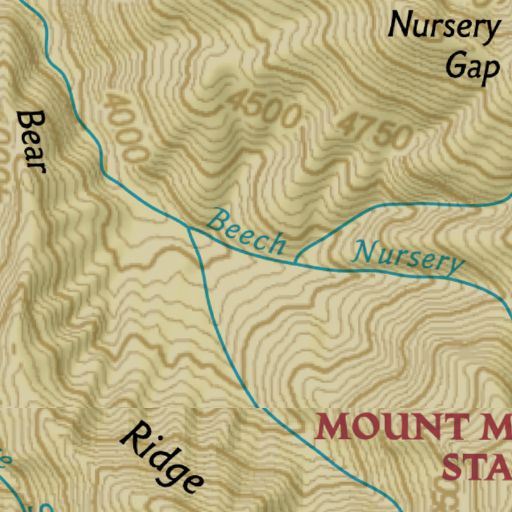 Nursery
Gap
4500
4750
4000
Bear
Beech
Nursery
MOUNT M
STA
Ridge